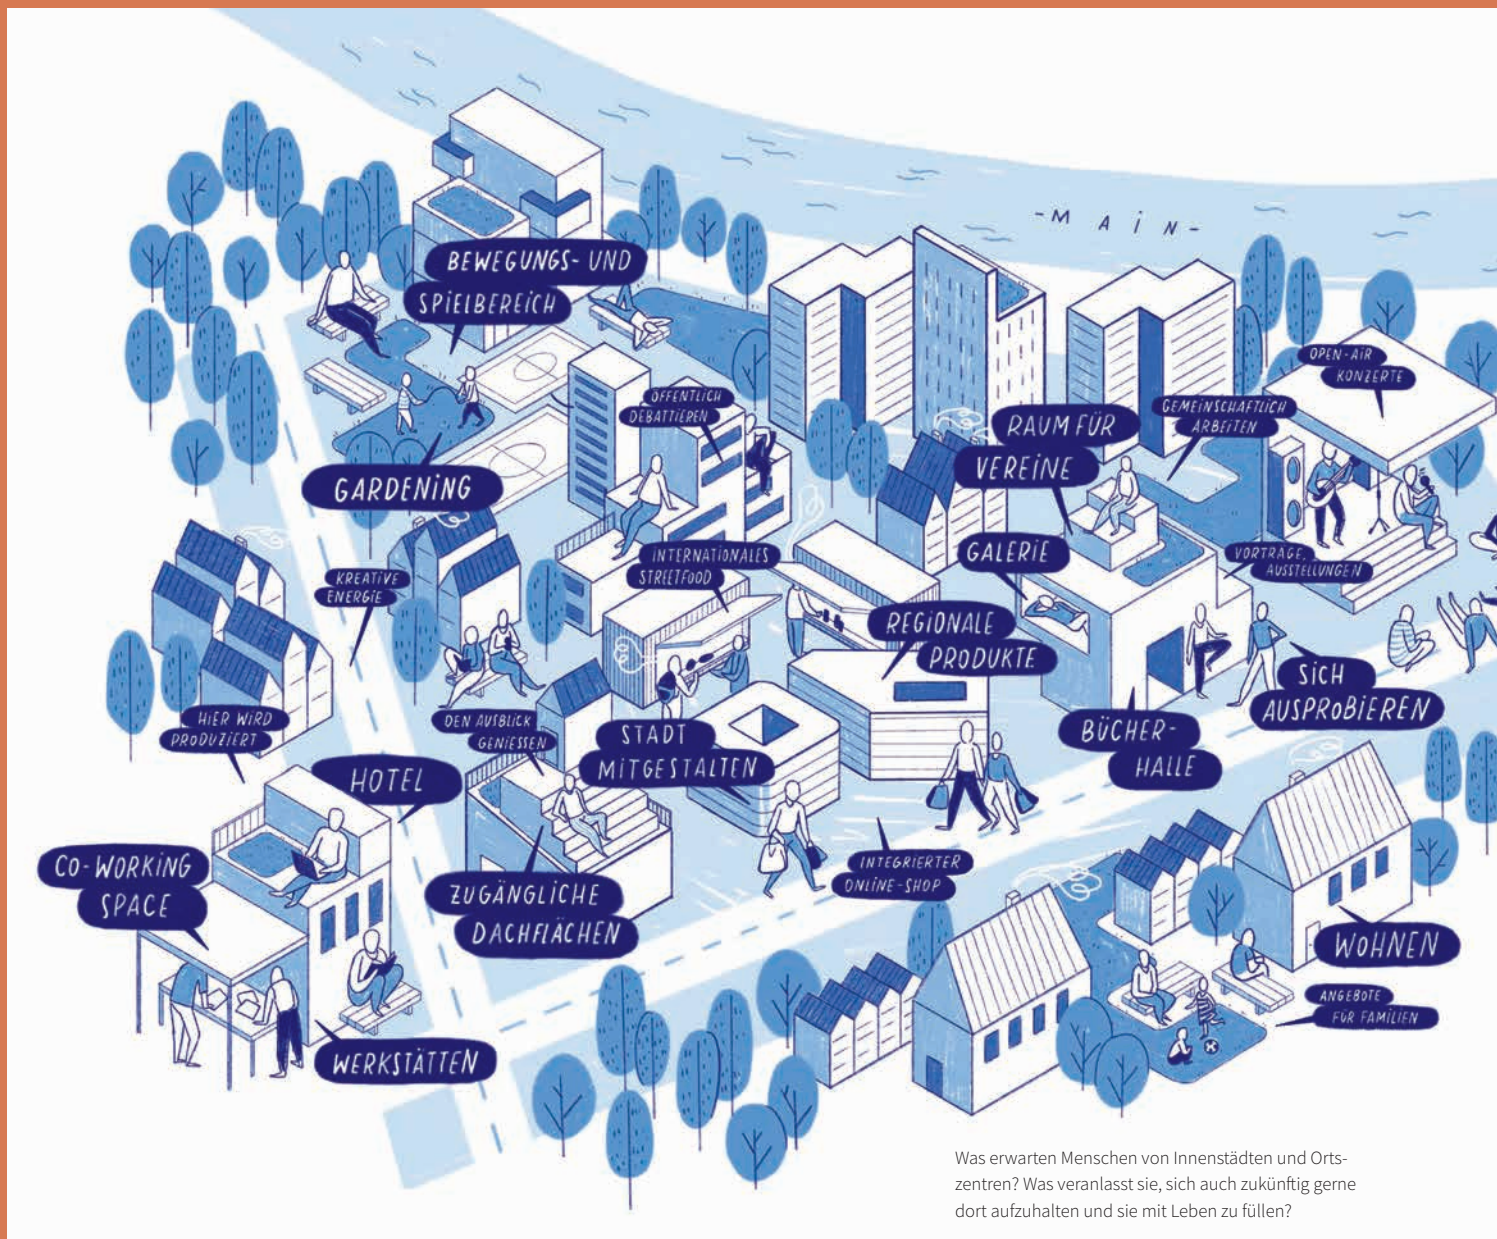 -MAiN-
BEWEGUNGS- UND
SPiELBEREiCH
OPEN-AiR
KONZERTE
ÖFFENTLiCH
DEBATTiEREN
RAUM FÜR
VEREiNE
GEMEiNSCHAFTLiCH
ARBEiTEN
GARDENiNG
GALERiE
iNTERNATiONALES
STREETFOOD
VORTRÄGE,
AUSSTELLUNGEN
KREATiVE
ENERGiE
REGiONALE
PRODUKTE
SiCH
AUSPROBiEREN
HiER WiRD
PRODUZiERT
DEN AUSBLiCK
GENiESSEN
STADT
MiTGESTALTEN
BÜCHER-
HALLE
HOTEL
CO-WORKiNG
SPACE
ZUGÄNGLiCHE
DACHFLÄCHEN
iNTEGRiERTER
ONLiNE-SHOP
WOHNEN
ANGEBOTE
FÜR FAMiLiEN
WERKSTÄTTEN
Was erwarten Menschen von Innenstädten und Orts-
zentren? Was veranlasst sie, sich auch zukünftig gerne
dort aufzuhalten und sie mit Leben zu füllen?